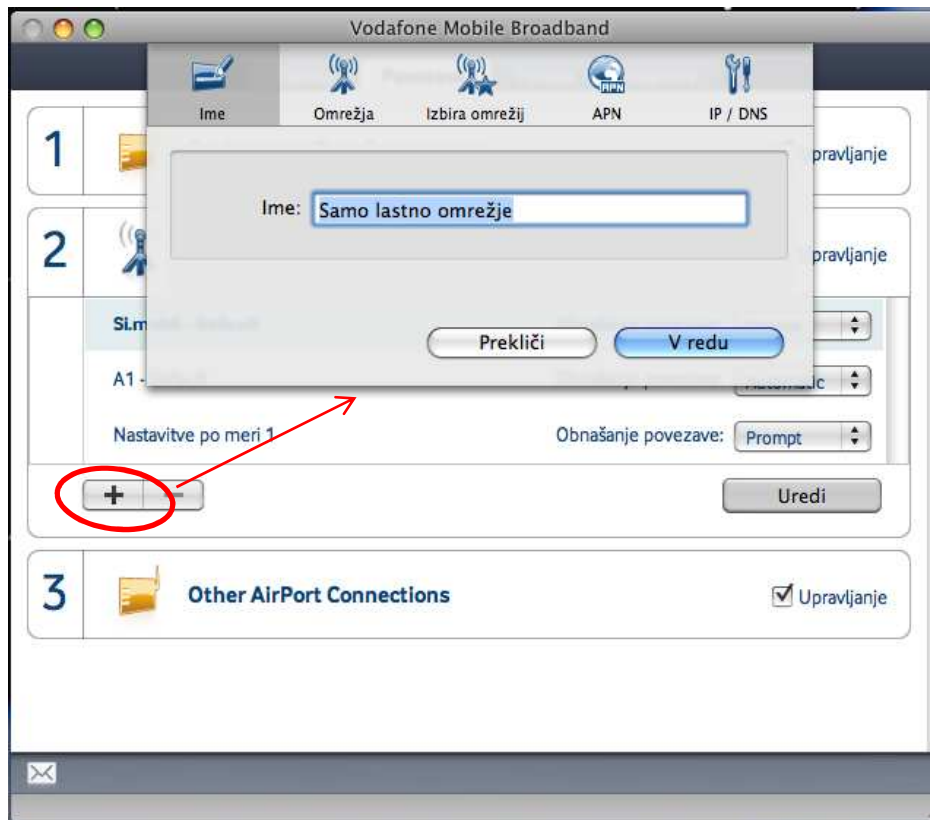 Vodafone Mobile Broadband
Ime
Omrežja
Izbira omrežij
APN
IP / DNS
1
pravljanje
Ime: Samo lastno omrežje
2
pravljanje
Prekliči
V redu
Si.m
A1 -
Nastavitve po meri 1
Obnašanje povezave: Prompt
+ −
Uredi
3
Other AirPort Connections
Upravljanje